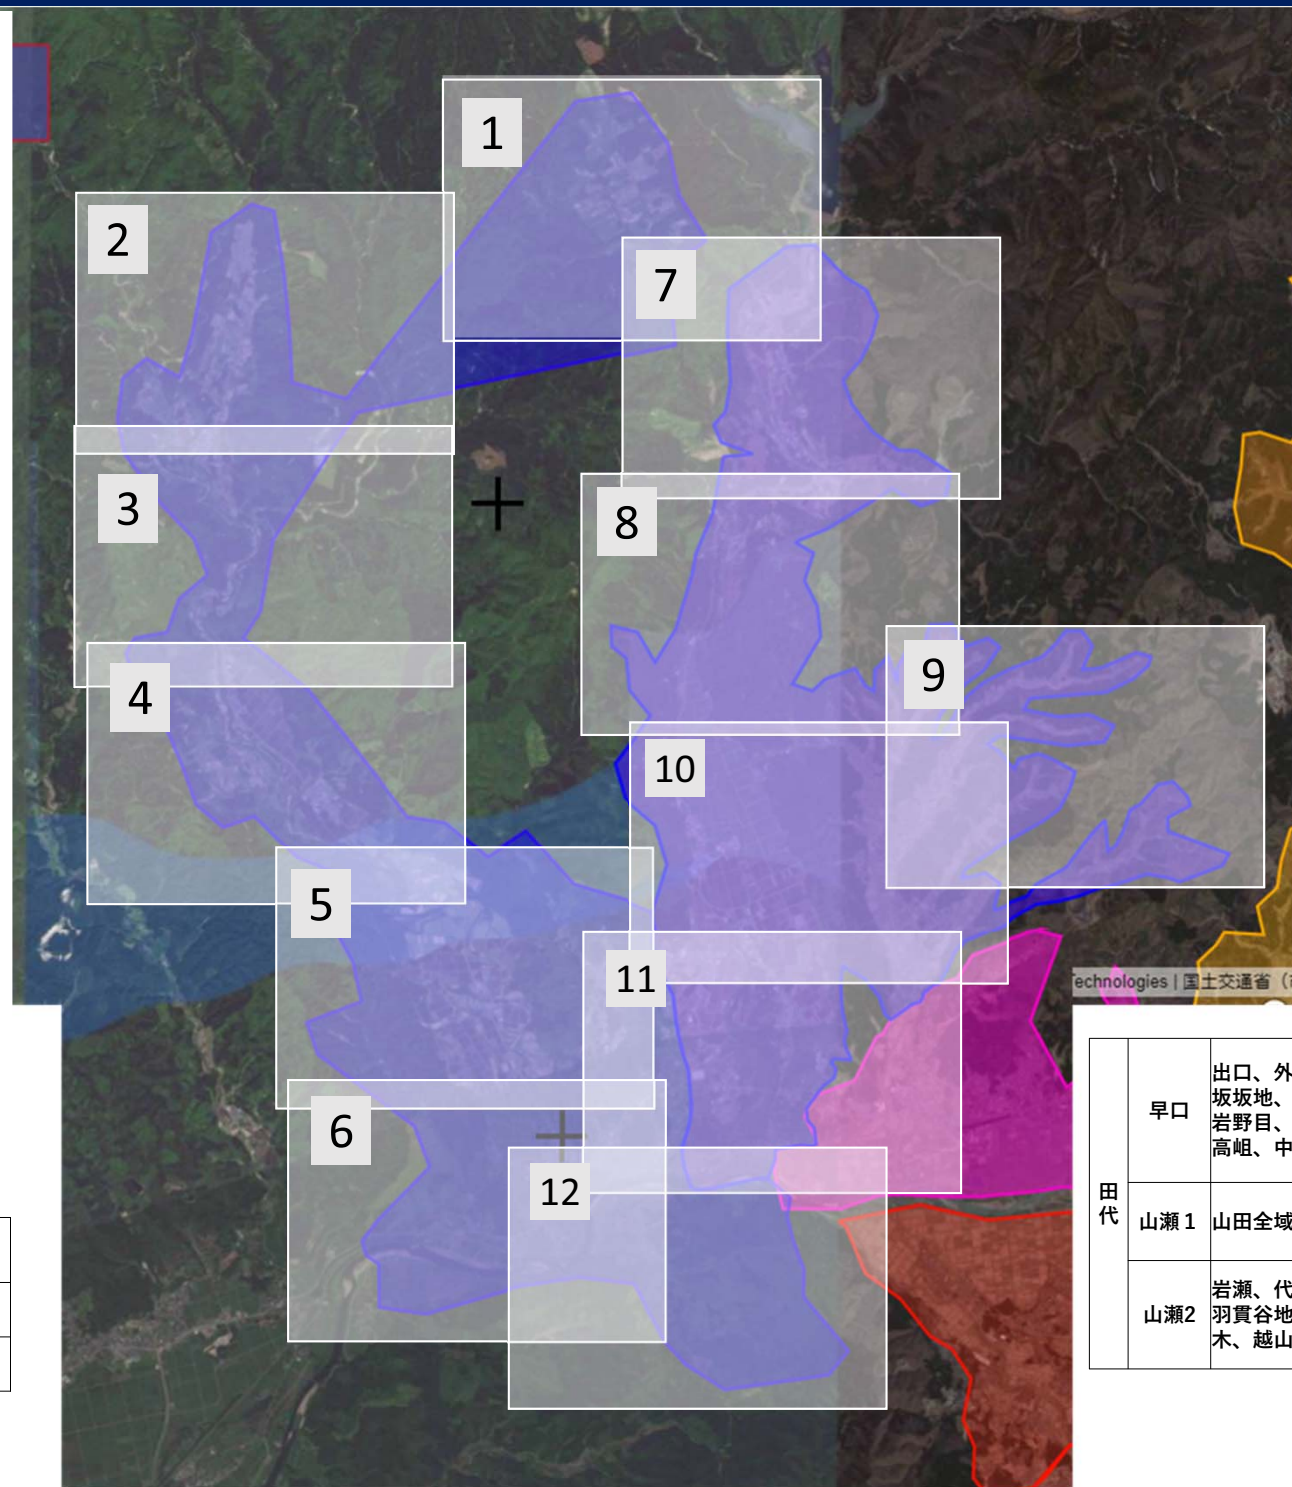 1
2
7
3
8
9
4
10
5
11
6
12
echnologies | 国土交通省
田代
早口
出口、外
坂坂地、
岩野目、
高岨、中
山瀬 1
山田全域
山瀬2
岩瀬、代
羽貫谷地
木、越山